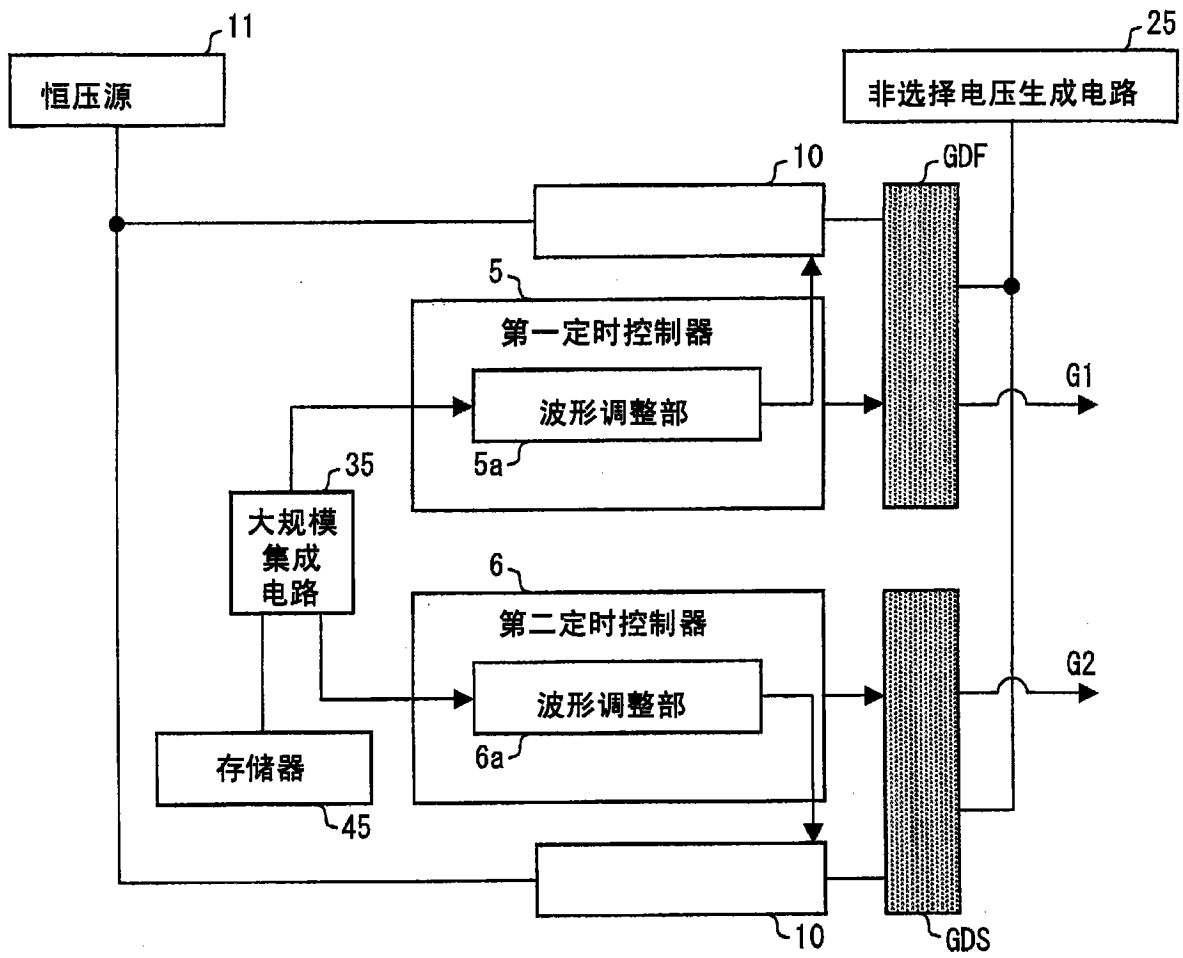 11
恒压源
25
非选择电压生成电路
10
GDF
5
第一定时控制器
波形调整部
5a
G1
35
大规模
集成
电路
6
第二定时控制器
波形调整部
6a
G2
存储器
45
10
GDS